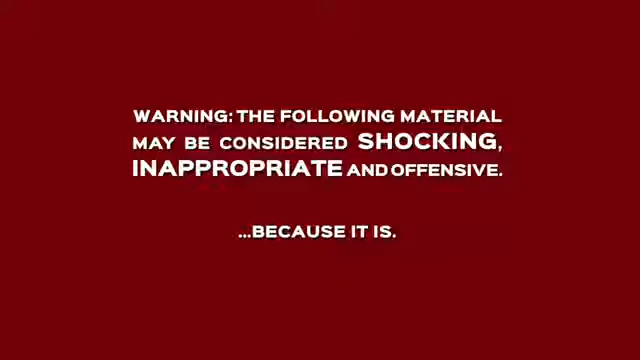 WARNING: THE FOLLOWING MATERIAL
MAY BE CONSIDERED SHOCKING,
INAPPROPRIATE AND OFFENSIVE.
...BECAUSE IT IS.